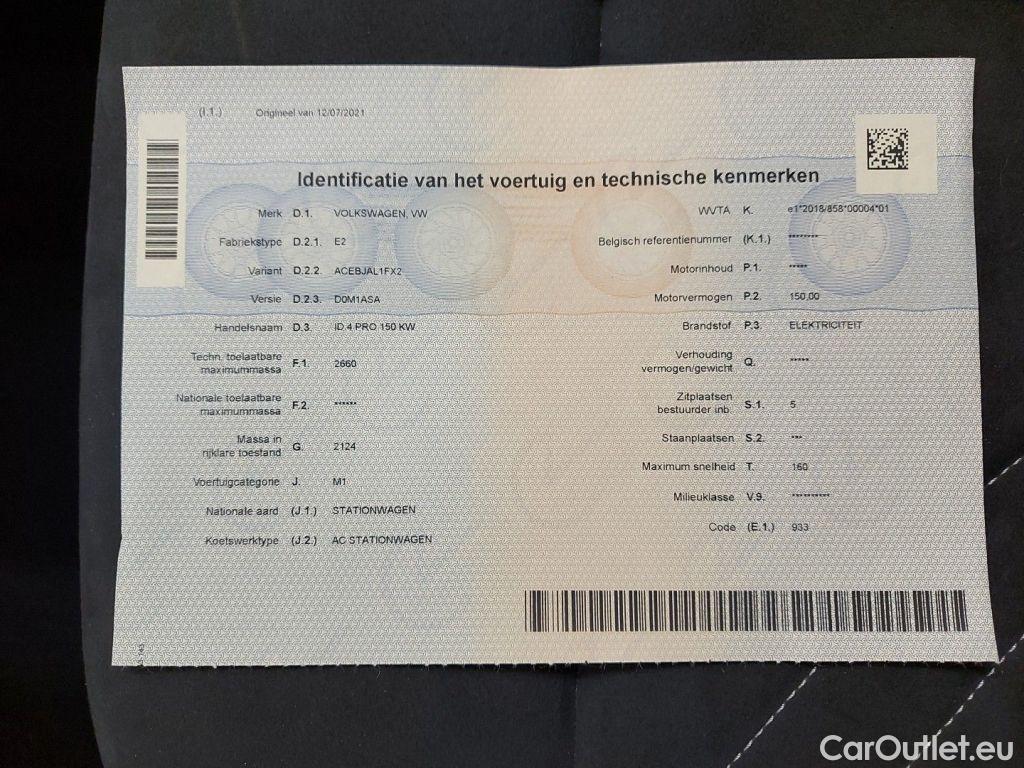 (I.1.) Origineel van 12/07/2021
Identificatie van het voertuig en technische kenmerken
Merk D.1. VOLKSWAGEN, VW
Fabriekstype D.2.1. E2
Variant D.2.2. ACEBJAL1FX2
Versie D.2.3. D0M1ASA
Handelsnaam D.3. ID.4 PRO 150 KW
Techn. toelaatbare
maximummassa F.1. 2660
Nationale toelaatbare
maximummassa F.2. ******
Massa in
rijklare toestand G. 2124
Voertuigcategorie J. M1
Nationale aard (J.1.) STATIONWAGEN
Koetswerktype (J.2.) AC STATIONWAGEN
WVTA K. e1*2018/858*00004*01
Belgisch referentienummer (K.1.) ********
Motorinhoud P.1. *****
Motorvermogen P.2. 150,00
Brandstof P.3. ELEKTRICITEIT
Verhouding
vermogen/gewicht Q. *****
Zitplaatsen
bestuurder inb. S.1. 5
Staanplaatsen S.2. ***
Maximum snelheid T. 160
Milieuklasse V.9. **********
Code (E.1.) 933
CarOutlet.eu